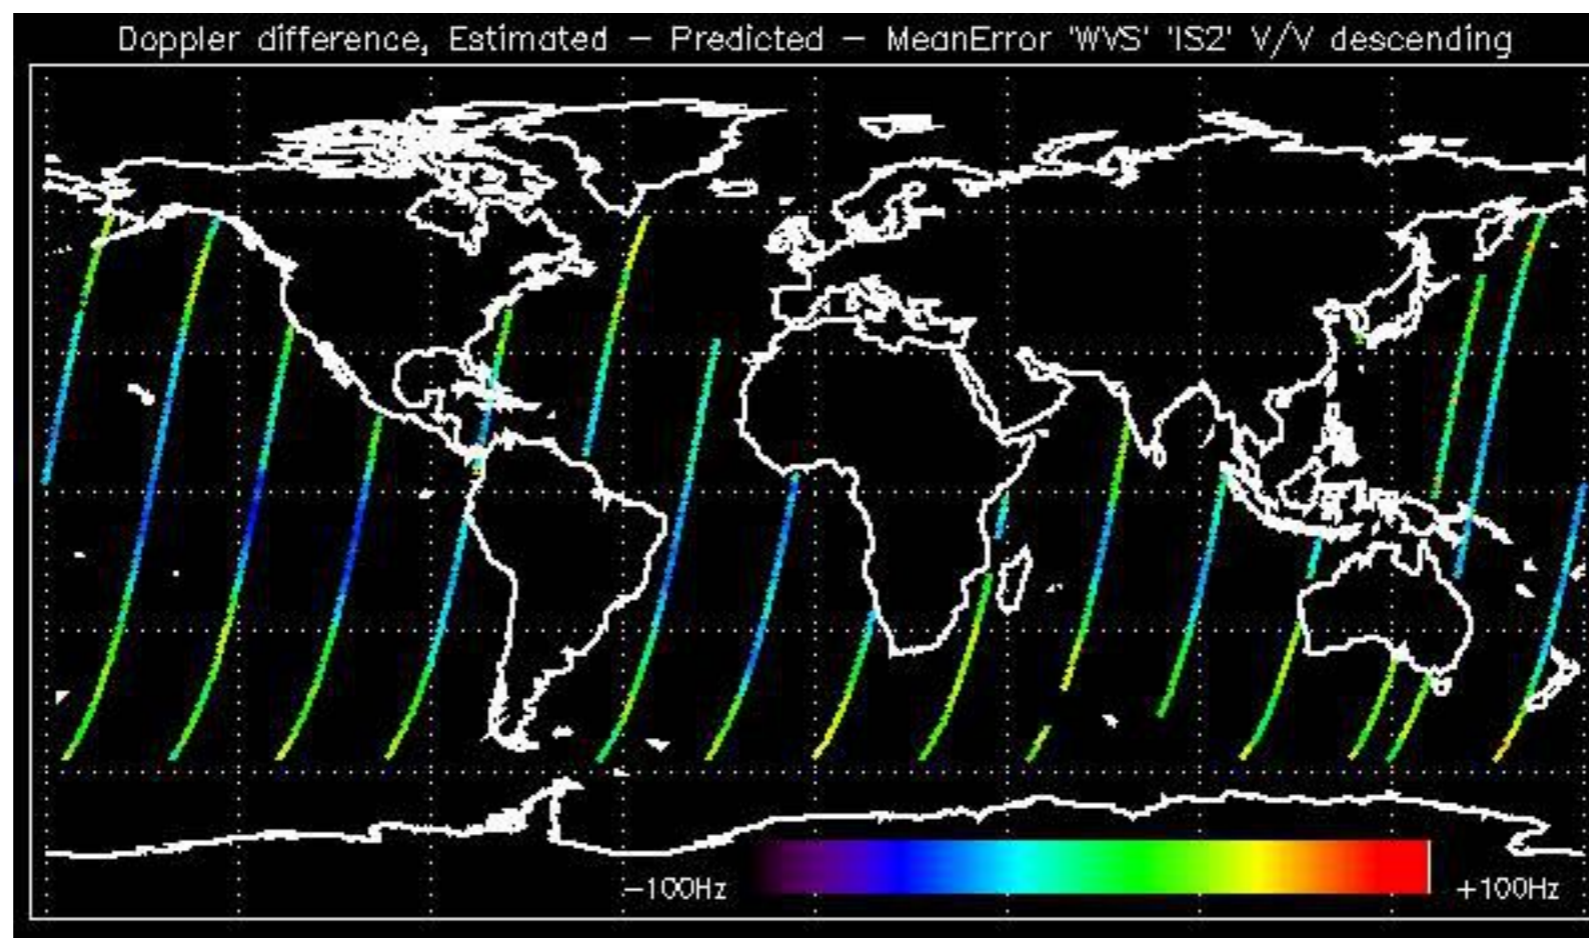 Doppler difference, Estimated — Predicted — MeanError 'WVS' 'IS2' V/V descending
−100Hz
+100Hz